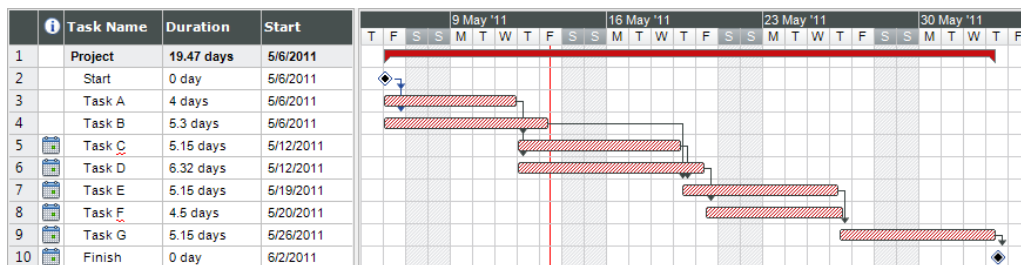 9 May '11 16 May '11 23 May '11 30 May '11
i Task Name Duration Start
T F S S M T W T F S S M T W T F S S M T W T F S S M T W T F
1 Project 19.47 days 5/6/2011
2 Start 0 day 5/6/2011
3 Task A 4 days 5/6/2011
4 Task B 5.3 days 5/6/2011
5 Task C 5.15 days 5/12/2011
6 Task D 6.32 days 5/12/2011
7 Task E 5.15 days 5/19/2011
8 Task F 4.5 days 5/20/2011
9 Task G 5.15 days 5/26/2011
10 Finish 0 day 6/2/2011